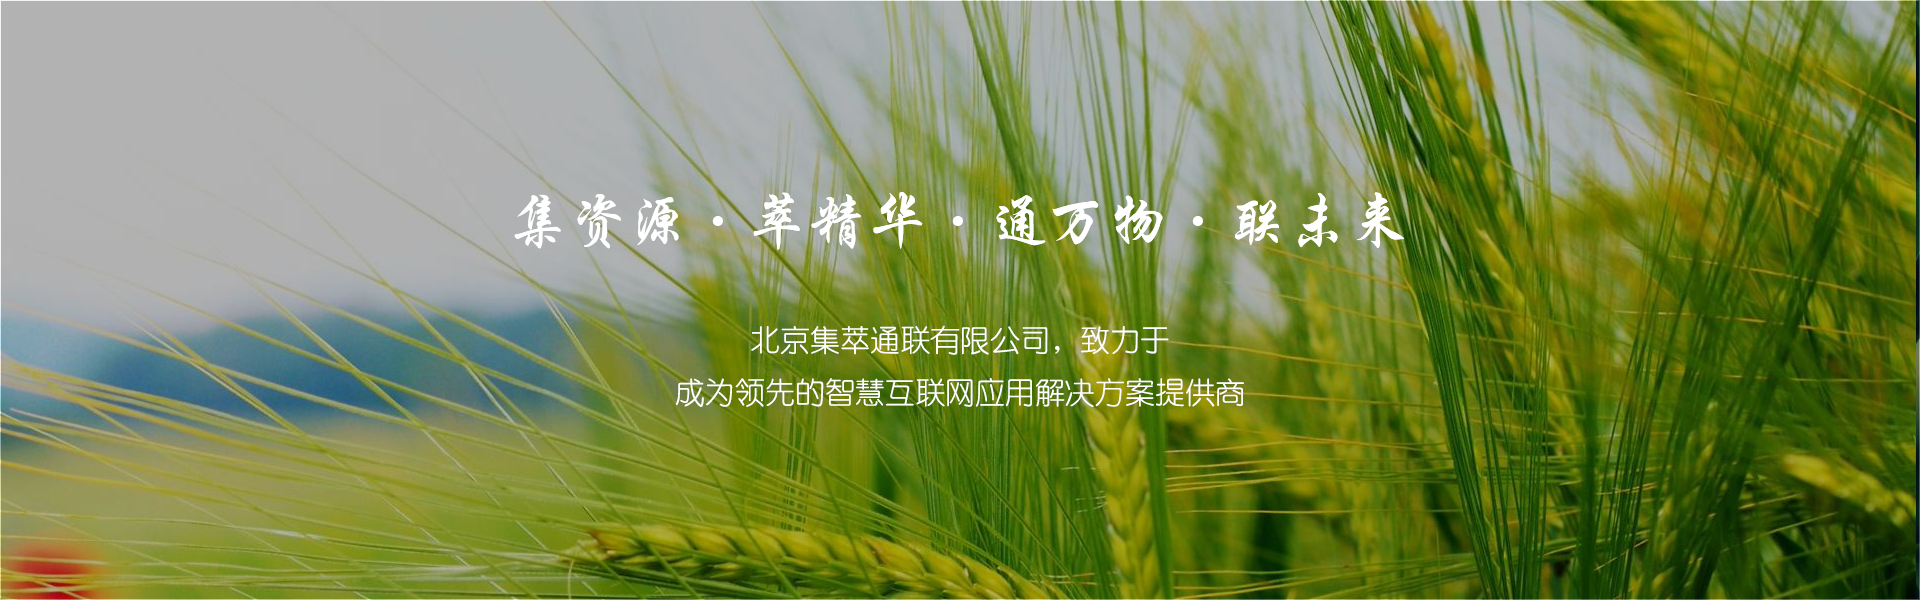 集资源·萃精华·通万物·联未来
北京集萃通联有限公司，致力于
成为领先的智慧互联网应用解决方案提供商